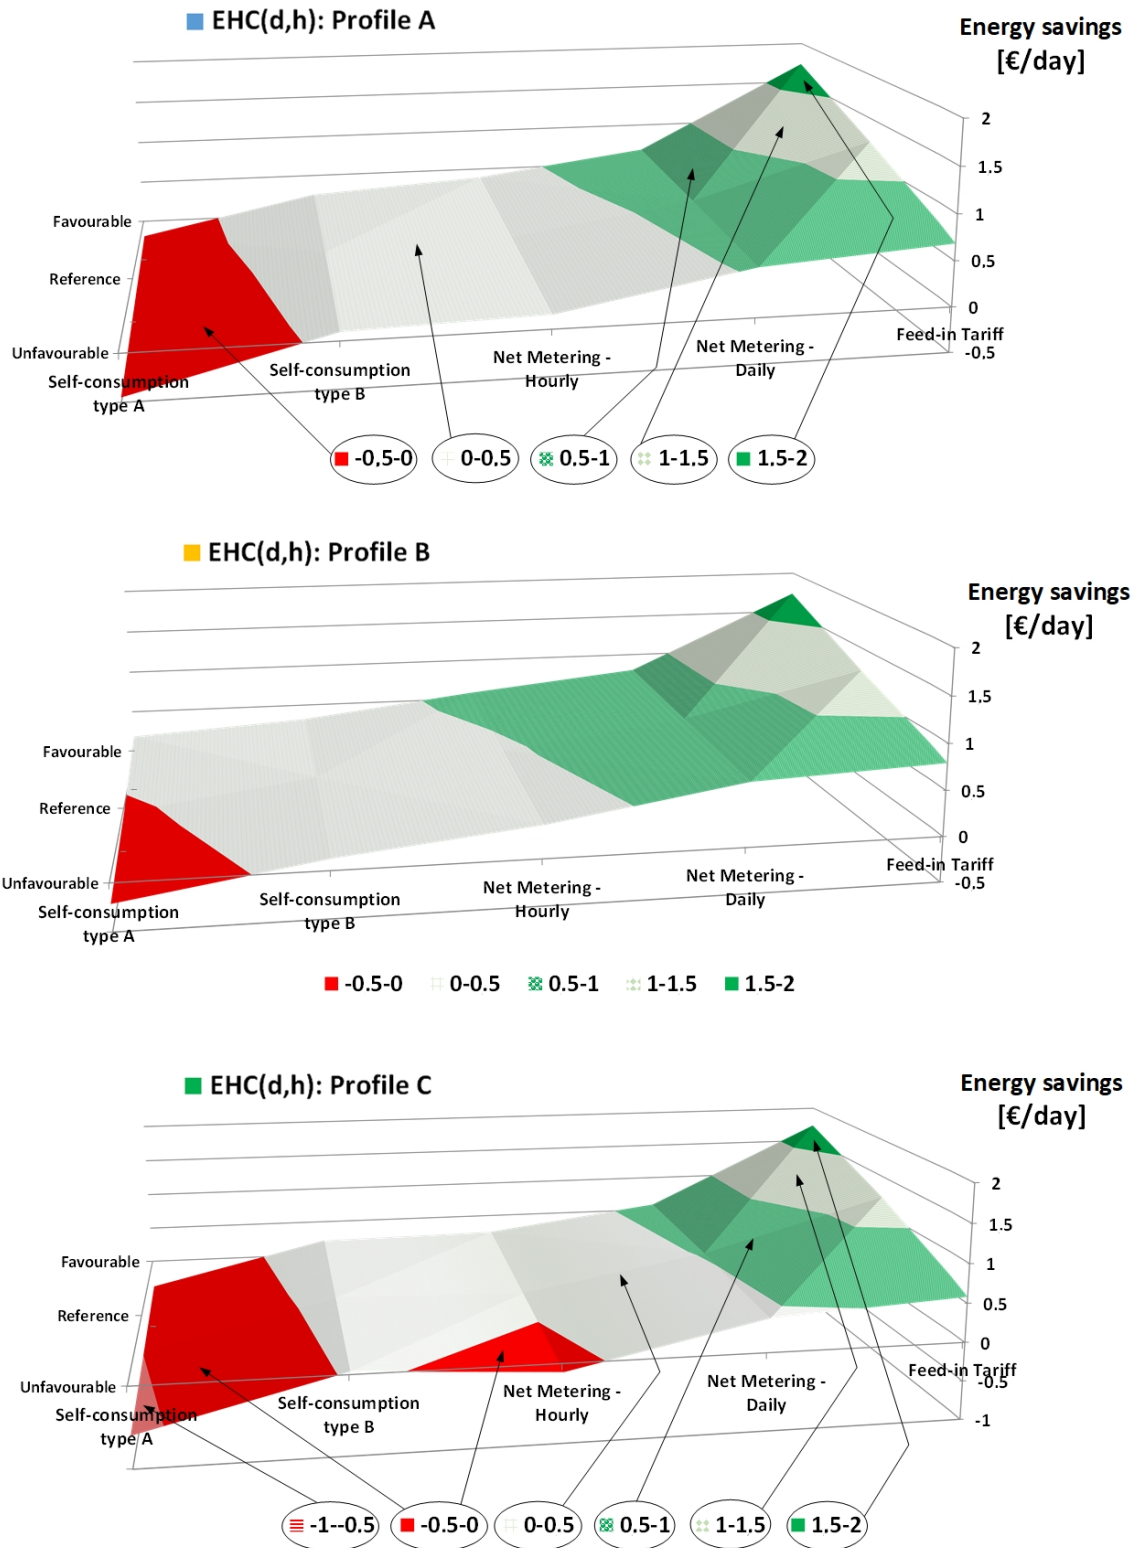 EHC(d,h): Profile A
Energy savings
[€/day]
2
1.5
1
0.5
0
-0.5
Favourable
Reference
Unfavourable
Self-consumption
type A
Self-consumption
type B
Net Metering -
Hourly
Net Metering -
Daily
Feed-in Tariff
-0,5-0
0-0,5
0.5-1
1-1.5
1.5-2
EHC(d,h): Profile B
Energy savings
[€/day]
2
1.5
1
0.5
0
-0.5
Favourable
Reference
Unfavourable
Self-consumption
type A
Self-consumption
type B
Net Metering -
Hourly
Net Metering -
Daily
Feed-in Tariff
-0.5-0
0-0.5
0.5-1
1-1.5
1.5-2
EHC(d,h): Profile C
Energy savings
[€/day]
2
1.5
1
0.5
0
-0.5
-1
Favourable
Reference
Unfavourable
Self-consumption
type A
Self-consumption
type B
Net Metering -
Hourly
Net Metering -
Daily
Feed-in Tariff
-1--0.5
-0.5-0
0-0.5
0.5-1
1-1.5
1.5-2